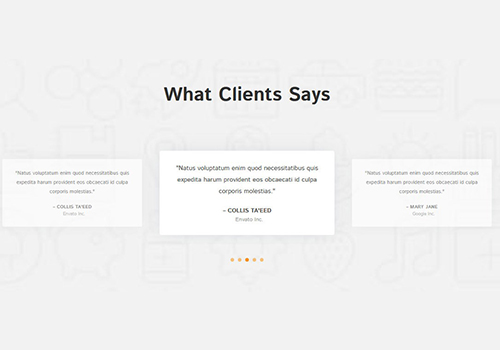 What Clients Says
"Natus voluptatum enim quod necessitatibus quis
expedita harum provident eos obcaecati id culpa
corporis molestias."
– COLLIS TA'EED
Envato Inc.
"Natus voluptatum enim quod necessitatibus quis
expedita harum provident eos obcaecati id culpa
corporis molestias."
– COLLIS TA'EED
Envato Inc.
"Natus voluptatum enim quod necessitatibus quis
expedita harum provident eos obcaecati id culpa
corporis molestias."
– MARY JANE
Google Inc.